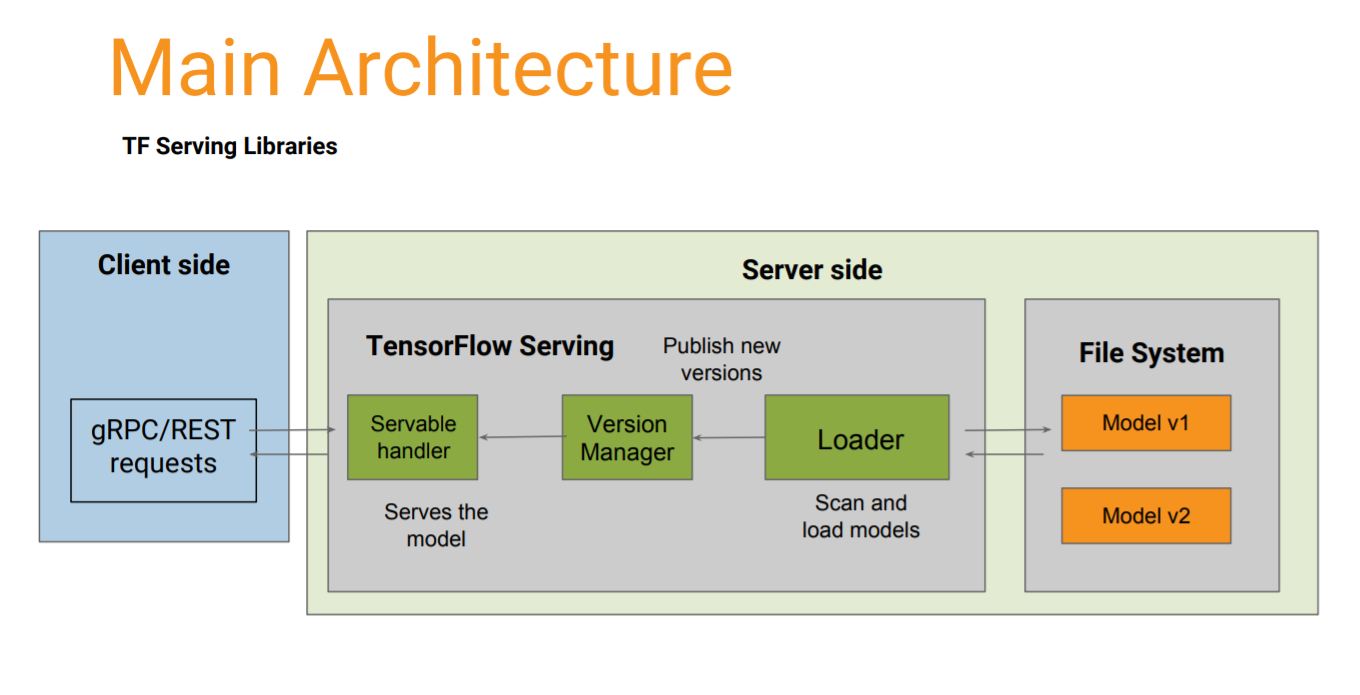 Main Architecture
TF Serving Libraries
Client side
gRPC/REST
requests
Server side
TensorFlow Serving
Publish new
versions
Servable
handler
Version
Manager
Loader
Serves the
model
Scan and
load models
File System
Model v1
Model v2